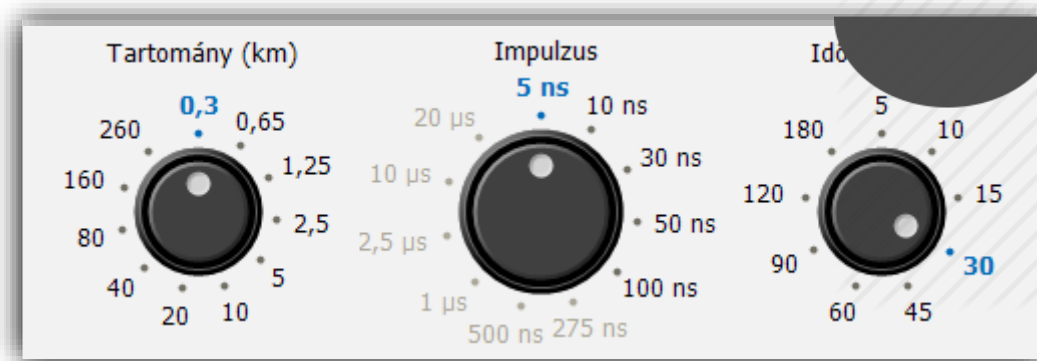 Tartomány (km)
0,3
0,65
1,25
2,5
5
10
20
40
80
160
260
Impulzus
5 ns
10 ns
30 ns
50 ns
100 ns
275 ns
500 ns
1 µs
2,5 µs
10 µs
20 µs
5
10
15
30
45
60
90
120
180